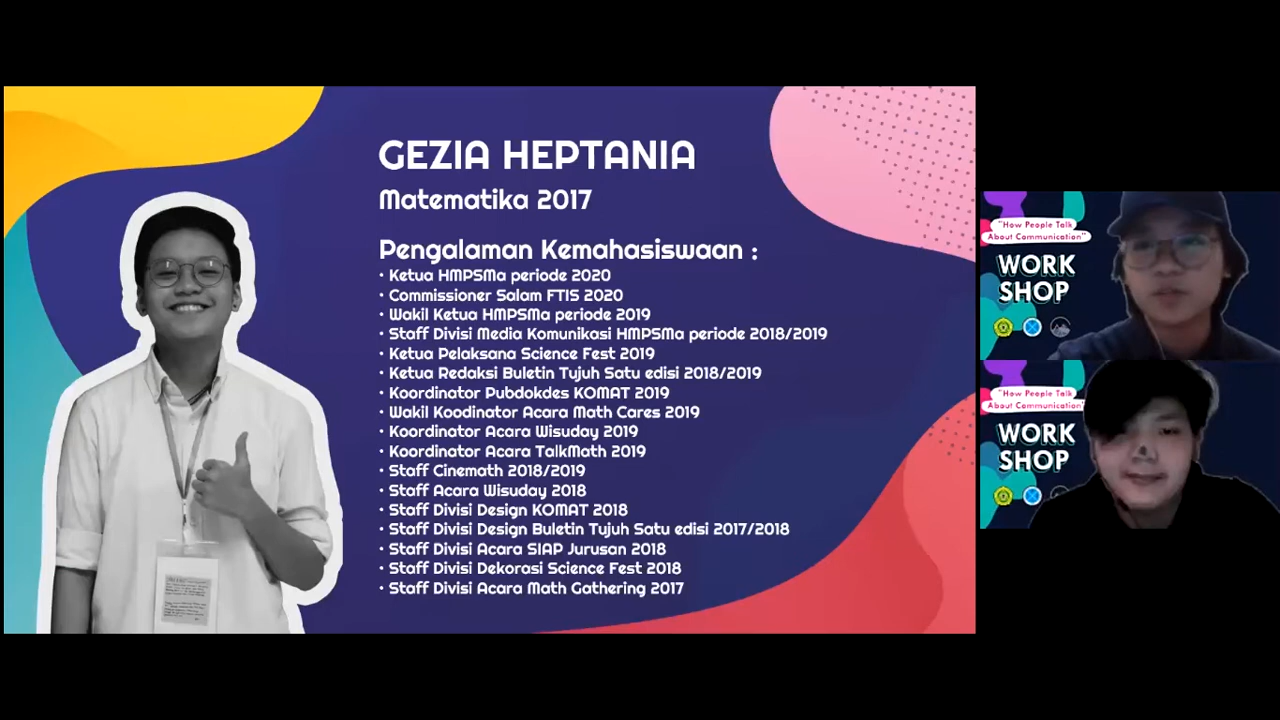 GEZIA HEPTANIA
Matematika 2017
Pengalaman Kemahasiswaan :
• Ketua HMPSMa periode 2020
• Commissioner Salam FTIS 2020
• Wakil Ketua HMPSMa periode 2019
• Staff Divisi Media Komunikasi HMPSMa periode 2018/2019
• Ketua Pelaksana Science Fest 2019
• Ketua Redaksi Buletin Tujuh Satu edisi 2018/2019
• Koordinator Pubdokdes KOMAT 2019
• Wakil Koodinator Acara Math Cares 2019
• Koordinator Acara Wisuday 2019
• Koordinator Acara TalkMath 2019
• Staff Cinemath 2018/2019
• Staff Acara Wisuday 2018
• Staff Divisi Design KOMAT 2018
• Staff Divisi Design Buletin Tujuh Satu edisi 2017/2018
• Staff Divisi Acara SIAP Jurusan 2018
• Staff Divisi Dekorasi Science Fest 2018
• Staff Divisi Acara Math Gathering 2017
"How People Talk
About Communication"
WORK
SHOP
"How People Talk
About Communication"
WORK
SHOP